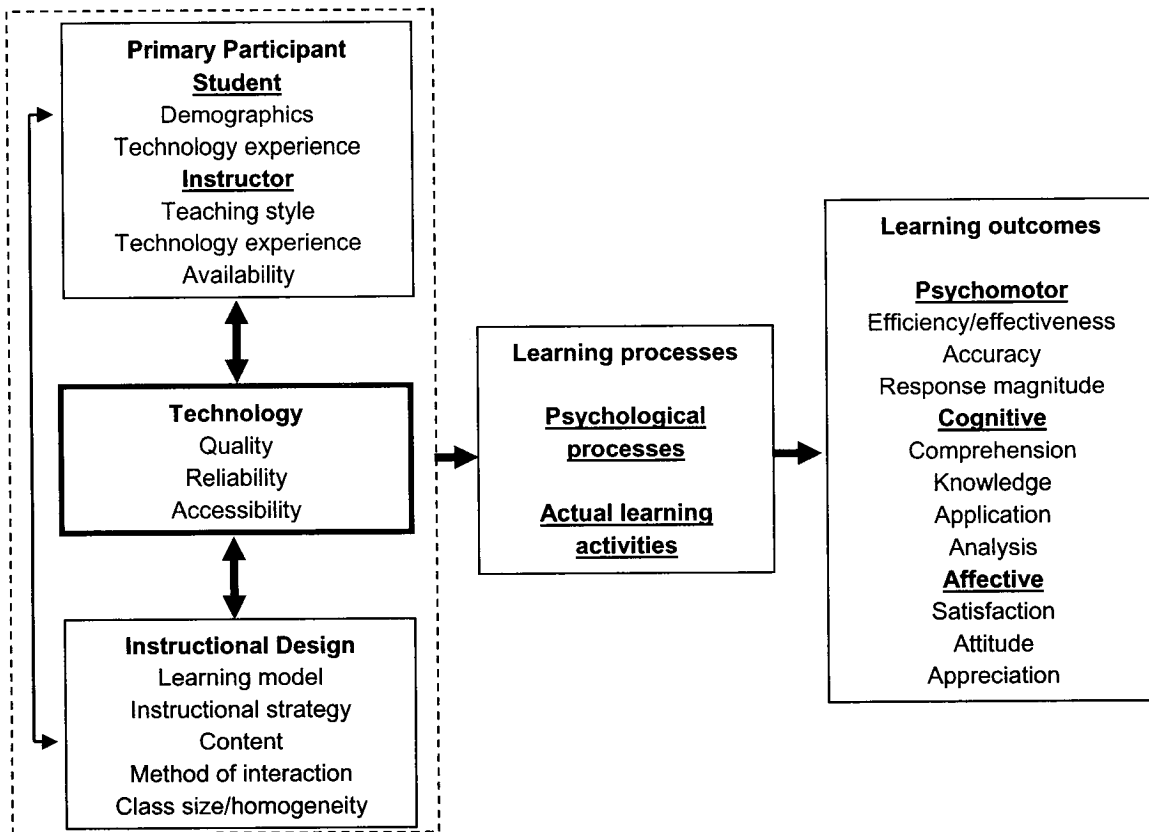 Primary Participant
Student
Demographics
Technology experience
Instructor
Teaching style
Technology experience
Availability
Technology
Quality
Reliability
Accessibility
Instructional Design
Learning model
Instructional strategy
Content
Method of interaction
Class size/homogeneity
Learning processes
Psychological
processes
Actual learning
activities
Learning outcomes
Psychomotor
Efficiency/effectiveness
Accuracy
Response magnitude
Cognitive
Comprehension
Knowledge
Application
Analysis
Affective
Satisfaction
Attitude
Appreciation